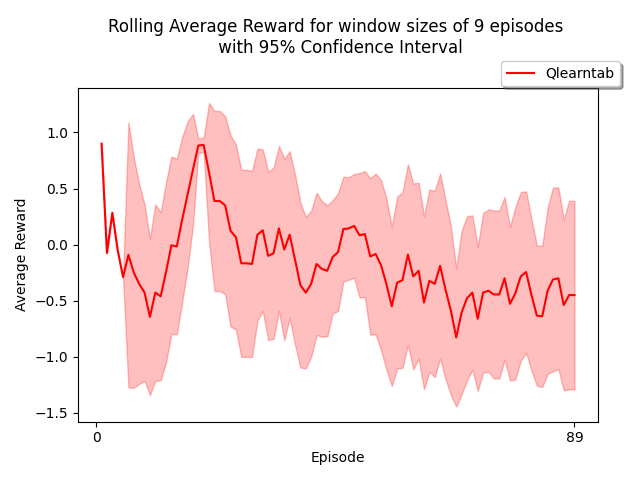 Rolling Average Reward for window sizes of 9 episodes
with 95% Confidence Interval
Qlearntab
Average Reward
1.0
0.5
0.0
−0.5
−1.0
−1.5
0
89
Episode